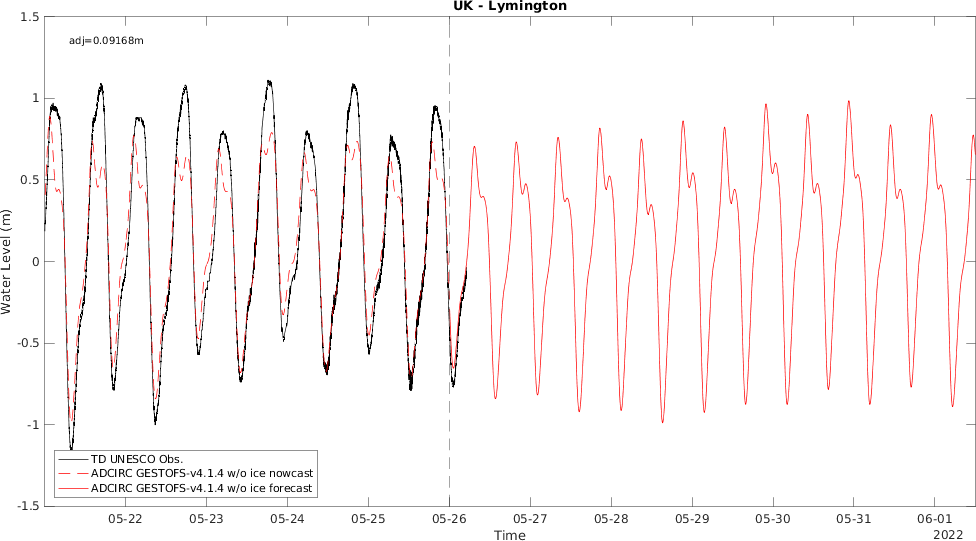 UK - Lymington
adj=0.09168m
1.5
1
0.5
0
-0.5
-1
-1.5
Water Level (m)
TD UNESCO Obs.
ADCIRC GESTOFS-v4.1.4 w/o ice nowcast
ADCIRC GESTOFS-v4.1.4 w/o ice forecast
05-22 05-23 05-24 05-25 05-26 05-27 05-28 05-29 05-30 05-31 06-01
Time
2022